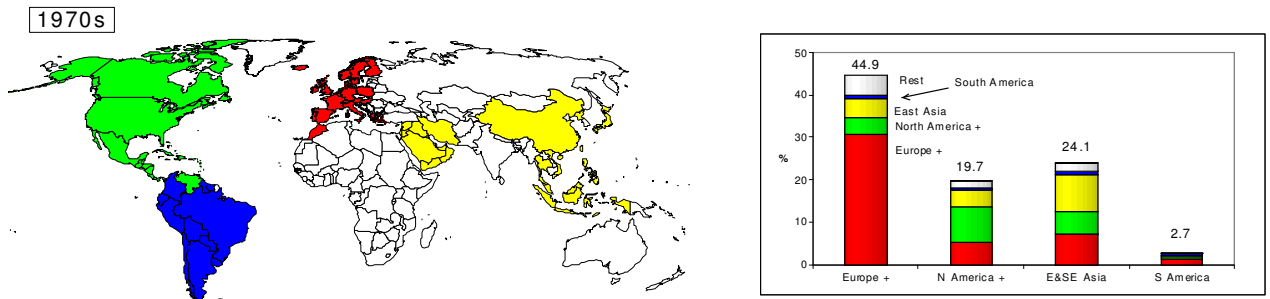 1970s
50
40
30
20
10
0
%
44.9
19.7
24.1
2.7
Rest
South America
East Asia
North America +
Europe +
Europe +
N America +
E&SE Asia
S America